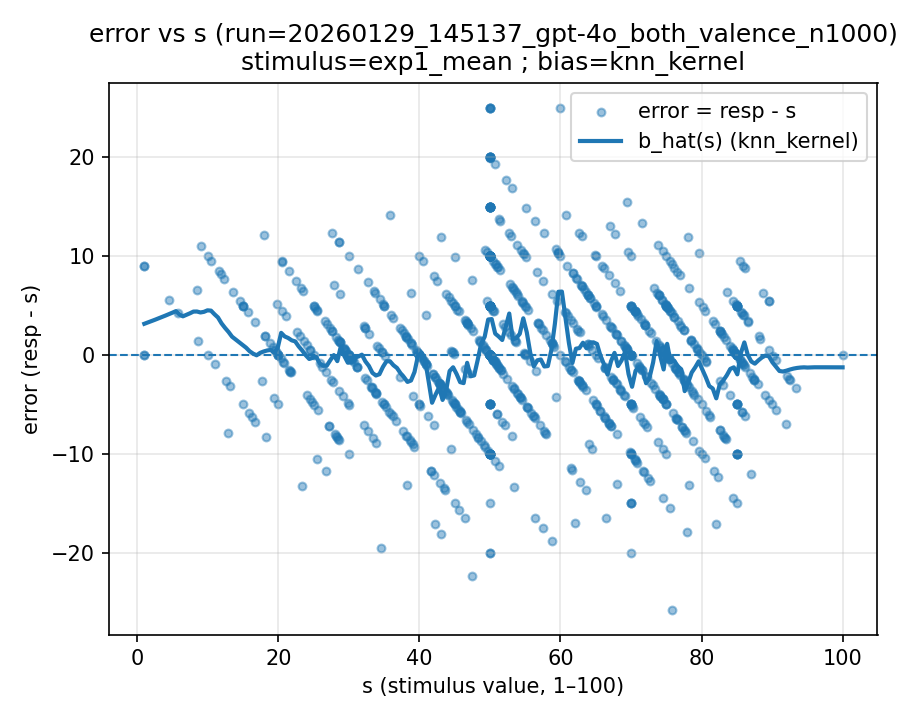 error vs s (run=20260129_145137_gpt-4o_both_valence_n1000)
stimulus=exp1_mean ; bias=knn_kernel
error = resp - s
b_hat(s) (knn_kernel)
error (resp - s)
20
10
0
−10
−20
0 20 40 60 80 100
s (stimulus value, 1–100)